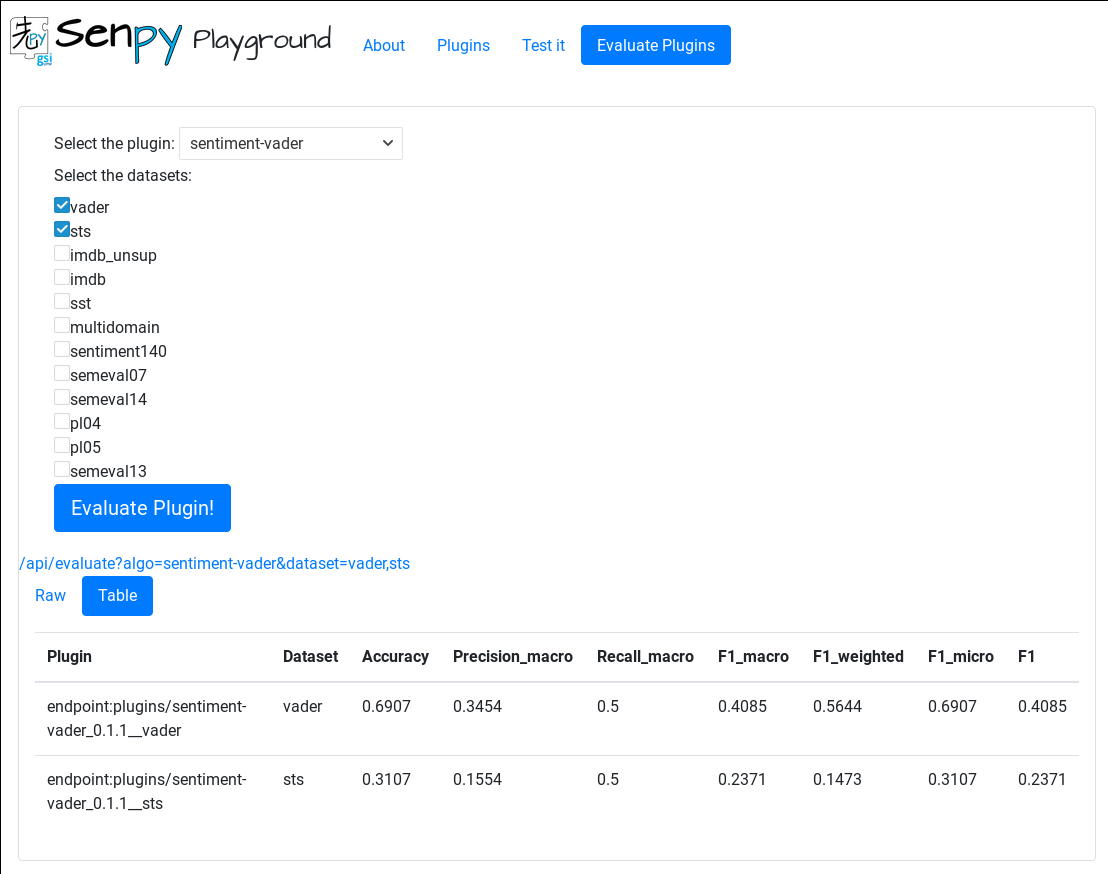 先 py gsi Senpy Playground About Plugins Test it Evaluate Plugins
Select the plugin: sentiment-vader
Select the datasets:
vader
sts
imdb_unsup
imdb
sst
multidomain
sentiment140
semeval07
semeval14
pl04
pl05
semeval13
Evaluate Plugin!
/api/evaluate?algo=sentiment-vader&dataset=vader,sts
Raw Table
Plugin Dataset Accuracy Precision_macro Recall_macro F1_macro F1_weighted F1_micro F1
endpoint:plugins/sentiment- vader 0.6907 0.3454 0.5 0.4085 0.5644 0.6907 0.4085
vader_0.1.1__vader
endpoint:plugins/sentiment- sts 0.3107 0.1554 0.5 0.2371 0.1473 0.3107 0.2371
vader_0.1.1__sts